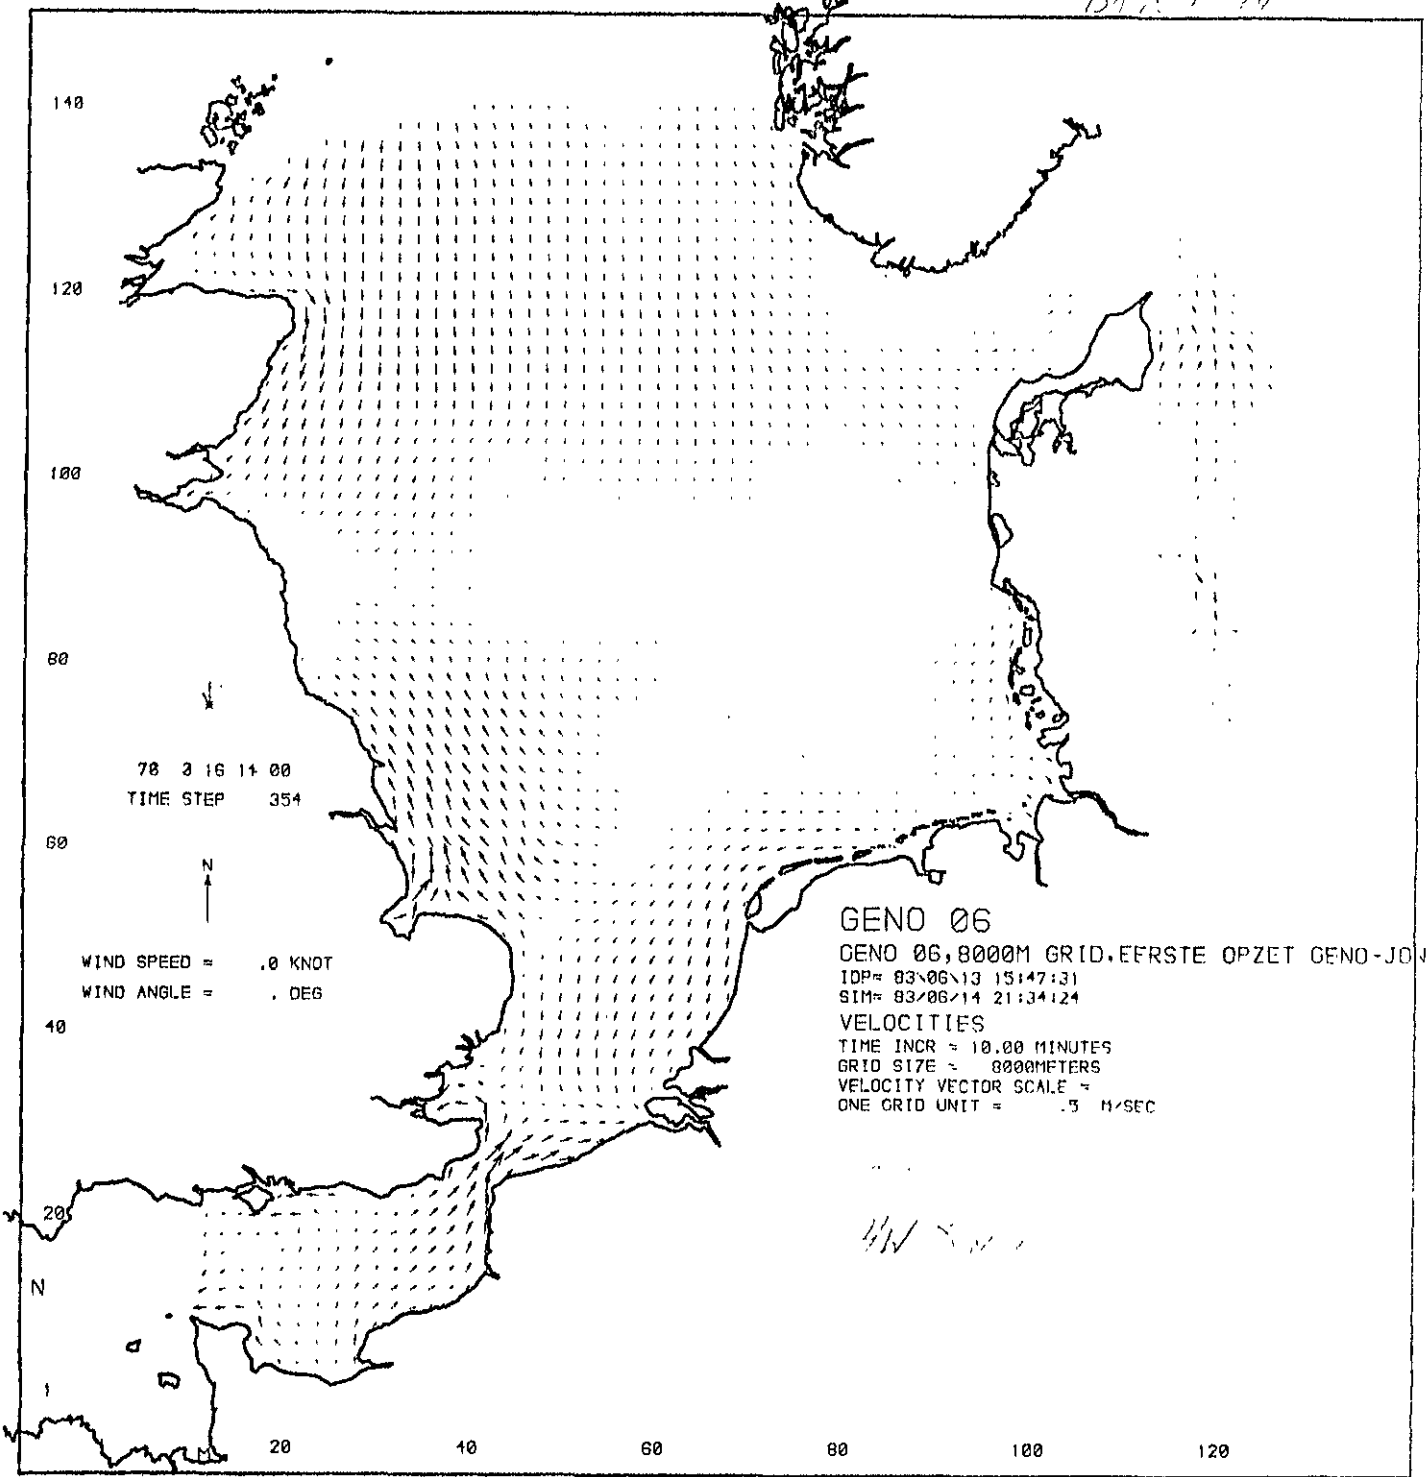 140
120
100
80
78 3 16 11 00
TIME STEP 354
60
N
WIND SPEED = .0 KNOT
WIND ANGLE = . DEG
40
20
N
1
20 40 60 80 100 120
GENO 06
GENO 06,8000M GRID.EERSTE OPZET GENO-JON
IDP= 83\06\13 15:47:31
SIM= 83/06/14 21:34:24
VELOCITIES
TIME INCR = 10.00 MINUTES
GRID SIZE = 8000METERS
VELOCITY VECTOR SCALE =
ONE GRID UNIT = .5 M/SEC